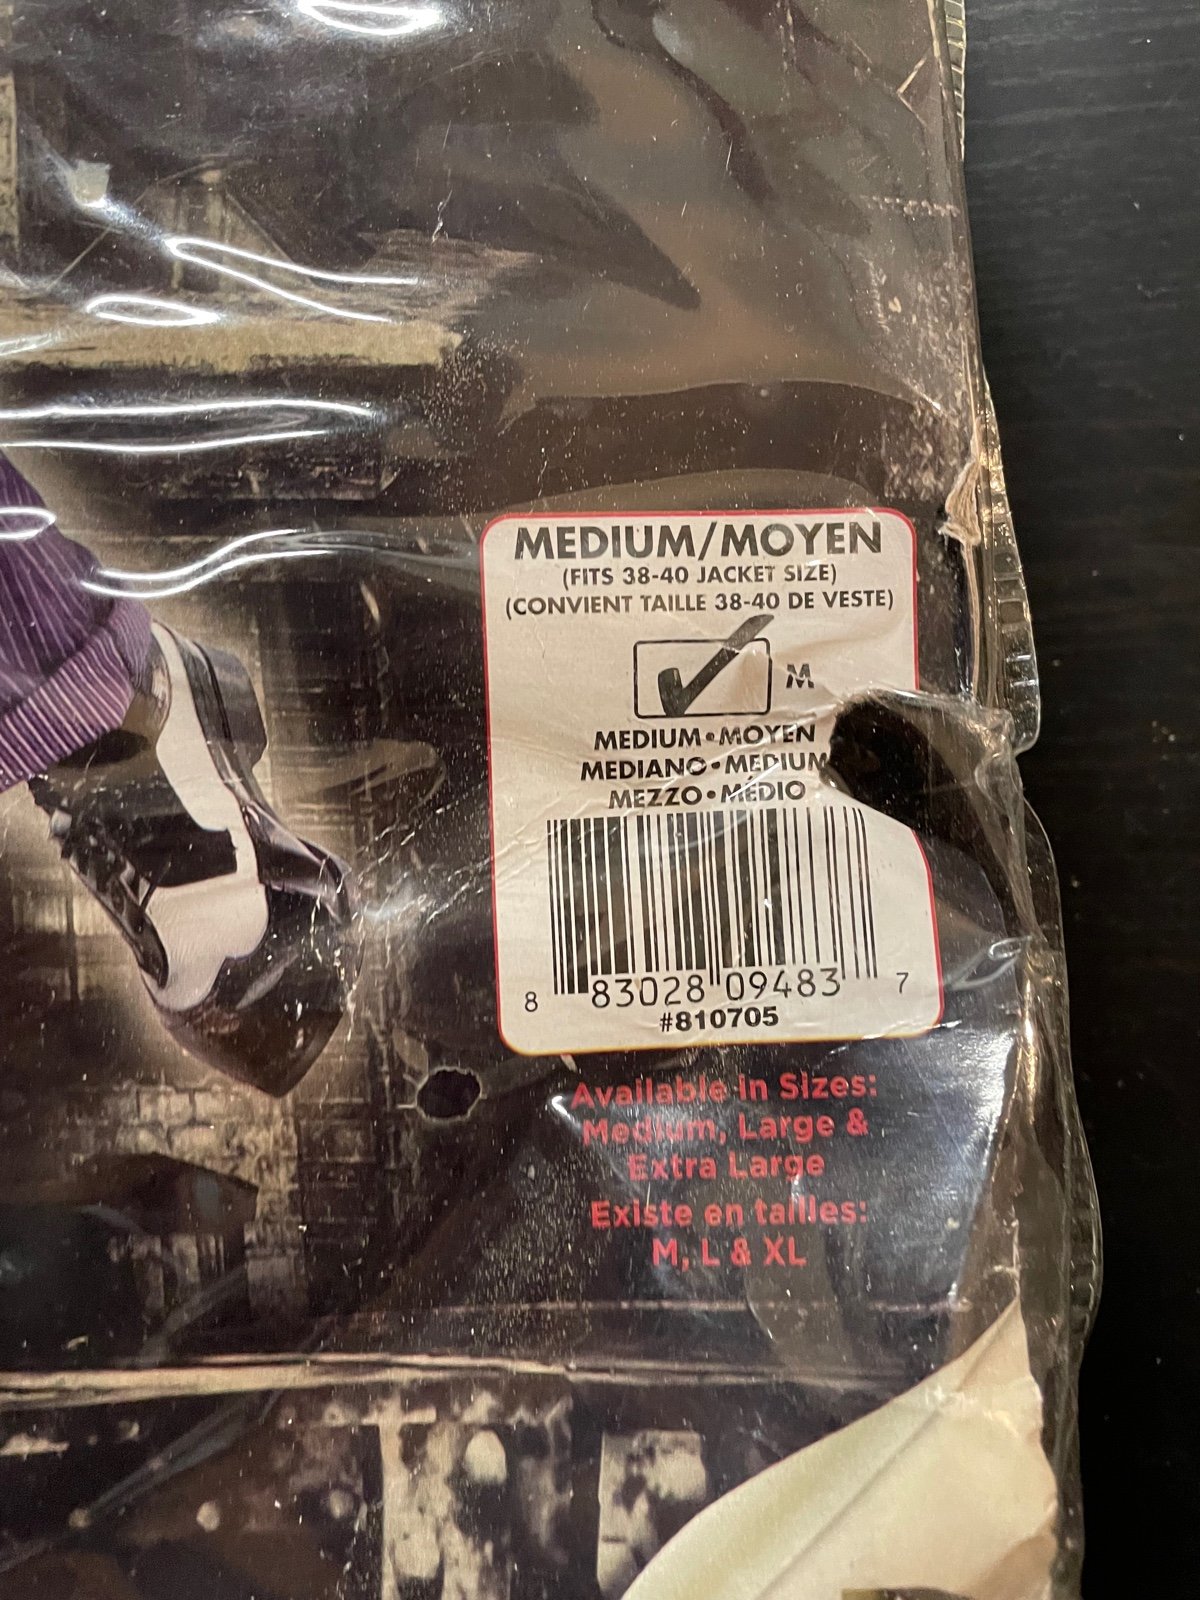 MEDIUM/MOYEN
(FITS 38-40 JACKET SIZE)
(CONVIENT TAILLE 38-40 DE VESTE)
M
MEDIUM•MOYEN
MEDIANO•MEDIUM
MEZZO•MÉDIO
8 83028 09483 7
#810705
Available in Sizes:
Medium, Large &
Extra Large
Existe en tailles:
M, L & XL